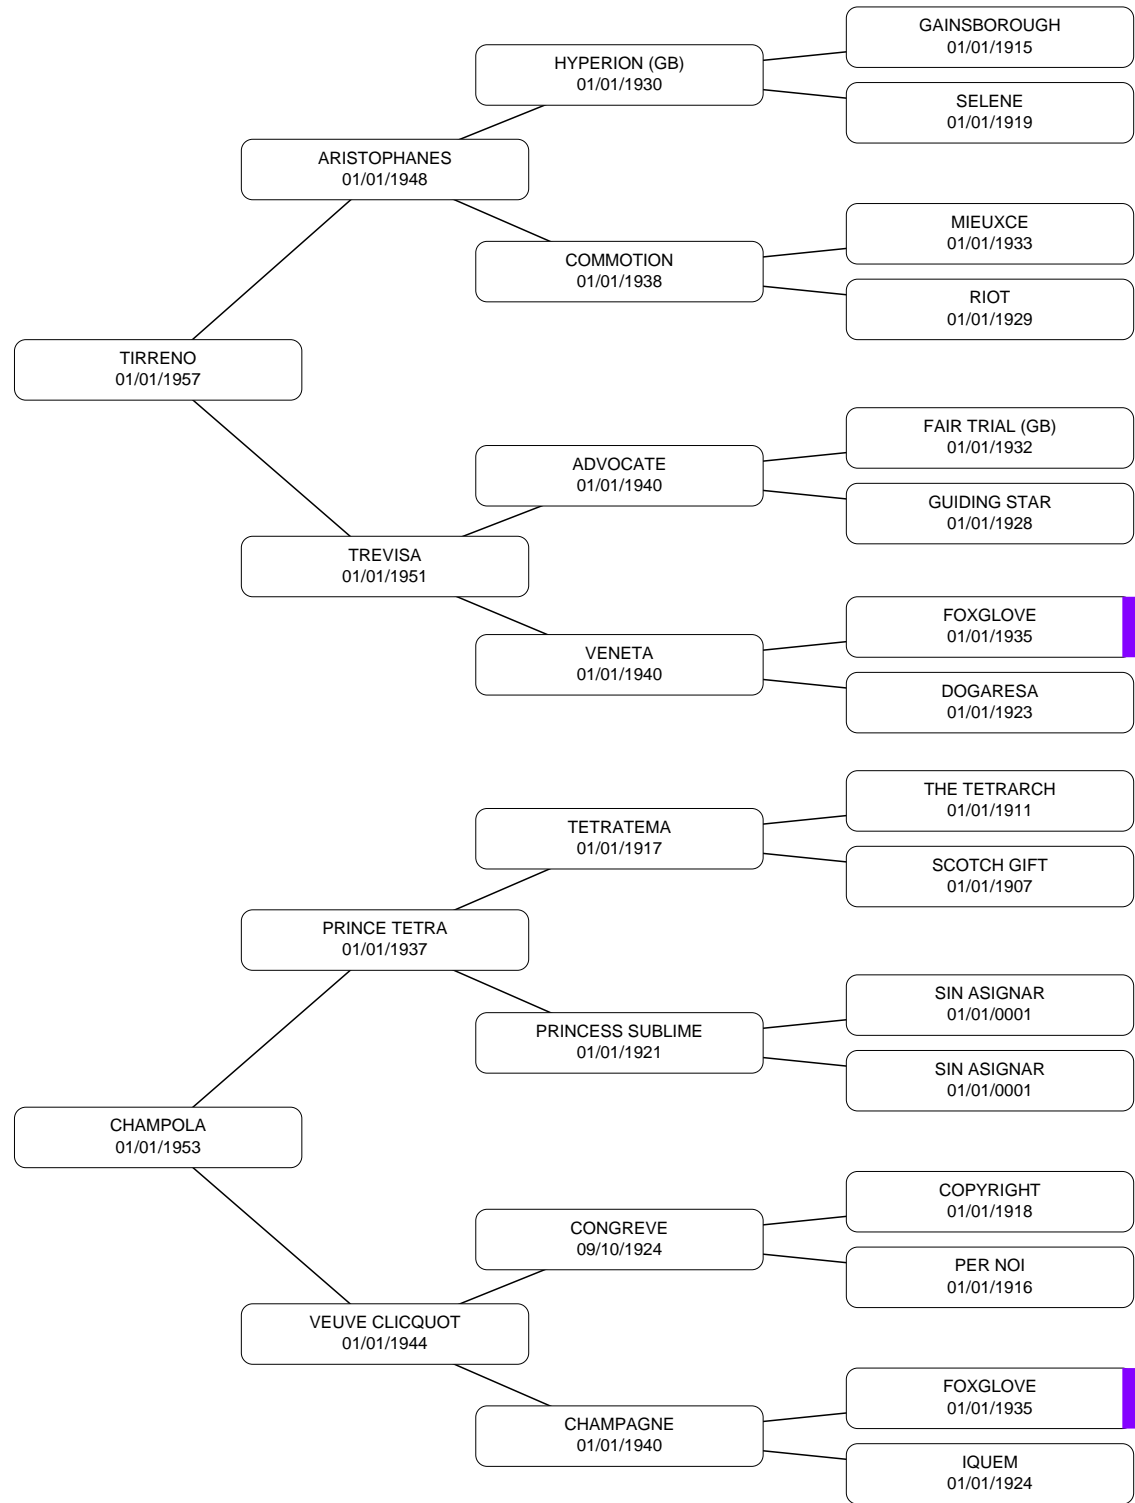 GAINSBOROUGH
01/01/1915
HYPERION (GB)
01/01/1930
SELENE
01/01/1919
ARISTOPHANES
01/01/1948
MIEUXCE
01/01/1933
COMMOTION
01/01/1938
RIOT
01/01/1929
TIRRENO
01/01/1957
FAIR TRIAL (GB)
01/01/1932
ADVOCATE
01/01/1940
GUIDING STAR
01/01/1928
TREVISA
01/01/1951
FOXGLOVE
01/01/1935
VENETA
01/01/1940
DOGARESA
01/01/1923
THE TETRARCH
01/01/1911
TETRATEMA
01/01/1917
SCOTCH GIFT
01/01/1907
PRINCE TETRA
01/01/1937
SIN ASIGNAR
01/01/0001
PRINCESS SUBLIME
01/01/1921
SIN ASIGNAR
01/01/0001
CHAMPOLA
01/01/1953
COPYRIGHT
01/01/1918
CONGREVE
09/10/1924
PER NOI
01/01/1916
VEUVE CLICQUOT
01/01/1944
FOXGLOVE
01/01/1935
CHAMPAGNE
01/01/1940
IQUEM
01/01/1924